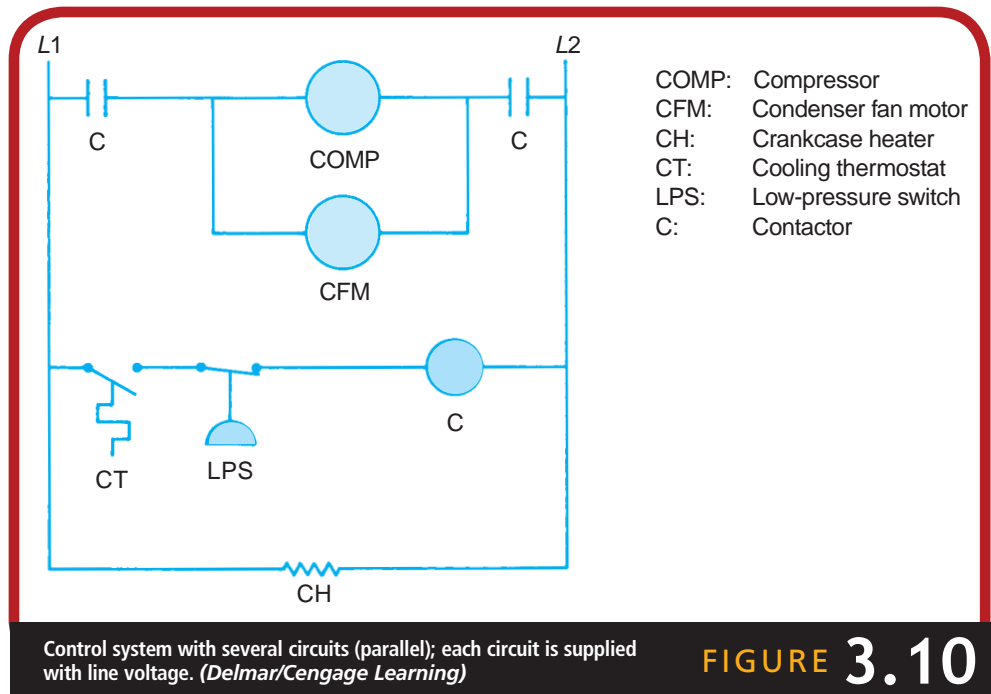 L1
L2
C
COMP
C
CFM
CT
LPS
C
CH
COMP: Compressor
CFM: Condenser fan motor
CH: Crankcase heater
CT: Cooling thermostat
LPS: Low-pressure switch
C: Contactor
Control system with several circuits (parallel); each circuit is supplied
with line voltage. (Delmar/Cengage Learning)
FIGURE 3.10